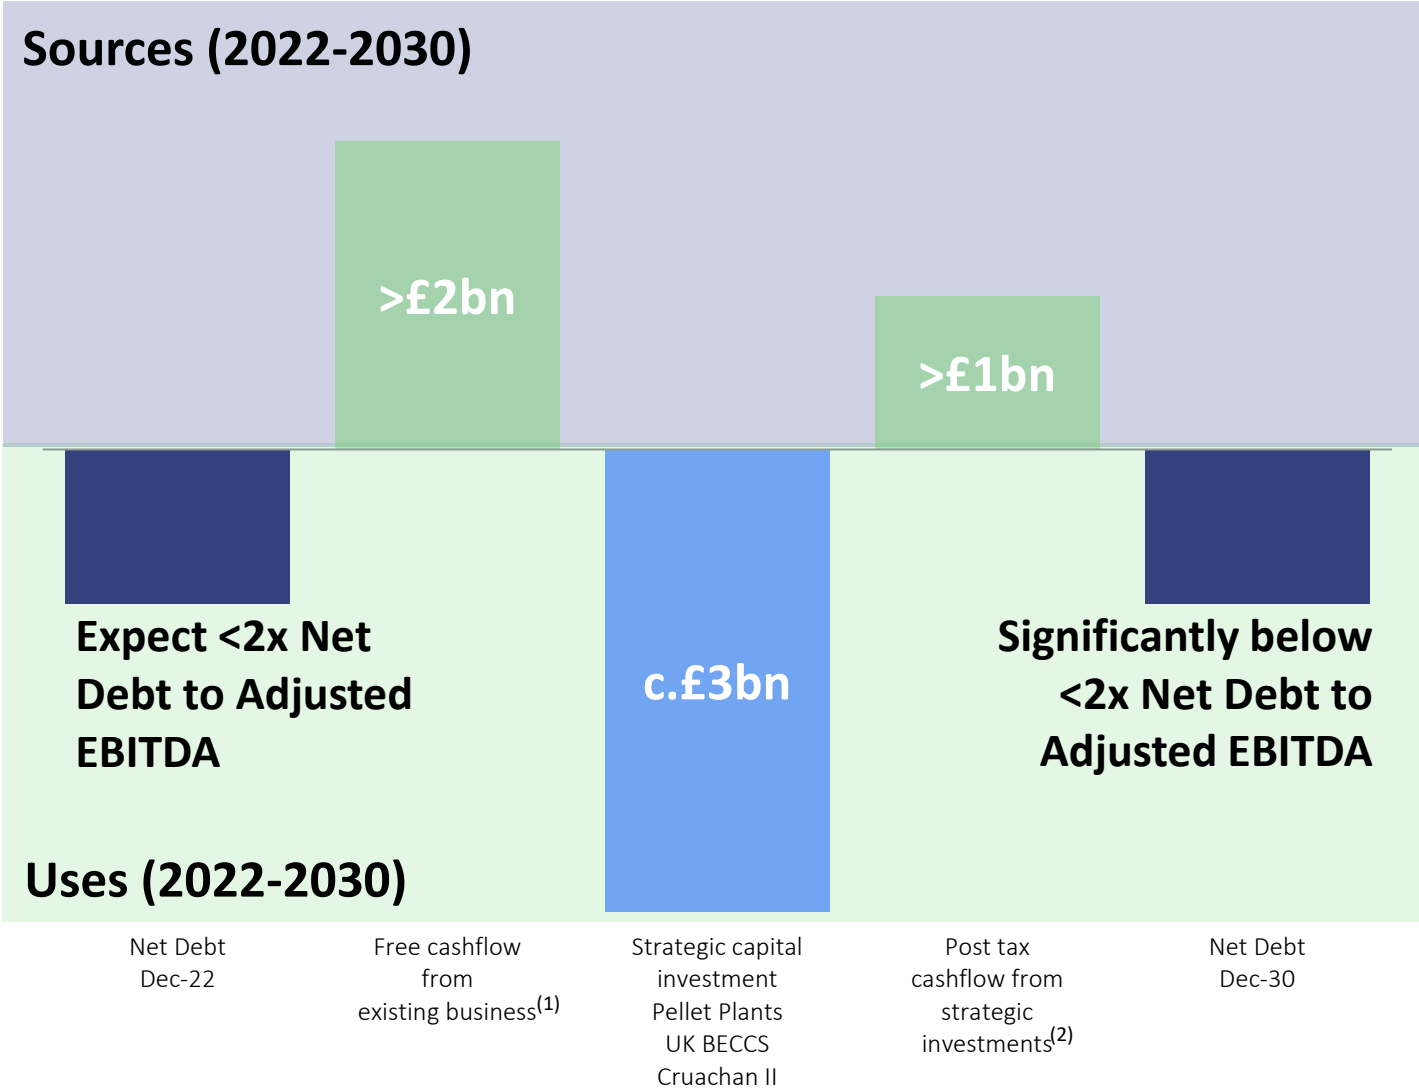 Sources (2022-2030)
>£2bn
>£1bn
Expect <2x Net
Debt to Adjusted
EBITDA
c.£3bn
Significantly below
<2x Net Debt to
Adjusted EBITDA
Uses (2022-2030)
Net Debt
Dec-22
Free cashflow
from
existing business(1)
Strategic capital
investment
Pellet Plants
UK BECCS
Cruachan II
Post tax
cashflow from
strategic
investments(2)
Net Debt
Dec-30